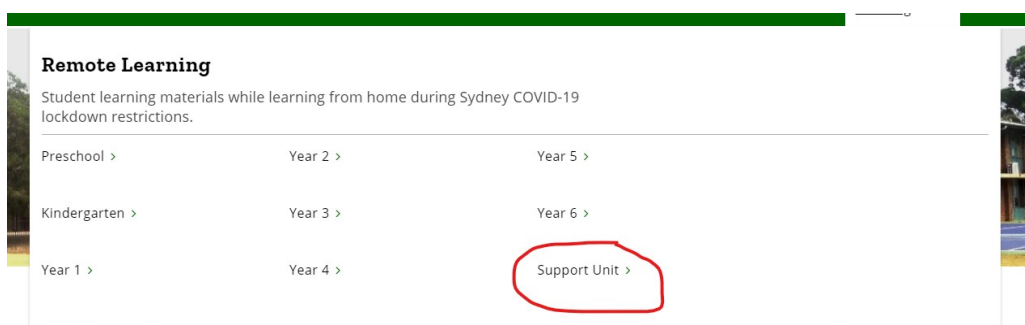 Remote Learning
Student learning materials while learning from home during Sydney COVID-19
lockdown restrictions.
Preschool >
Year 2 >
Year 5 >
Kindergarten >
Year 3 >
Year 6 >
Year 1 >
Year 4 >
Support Unit >